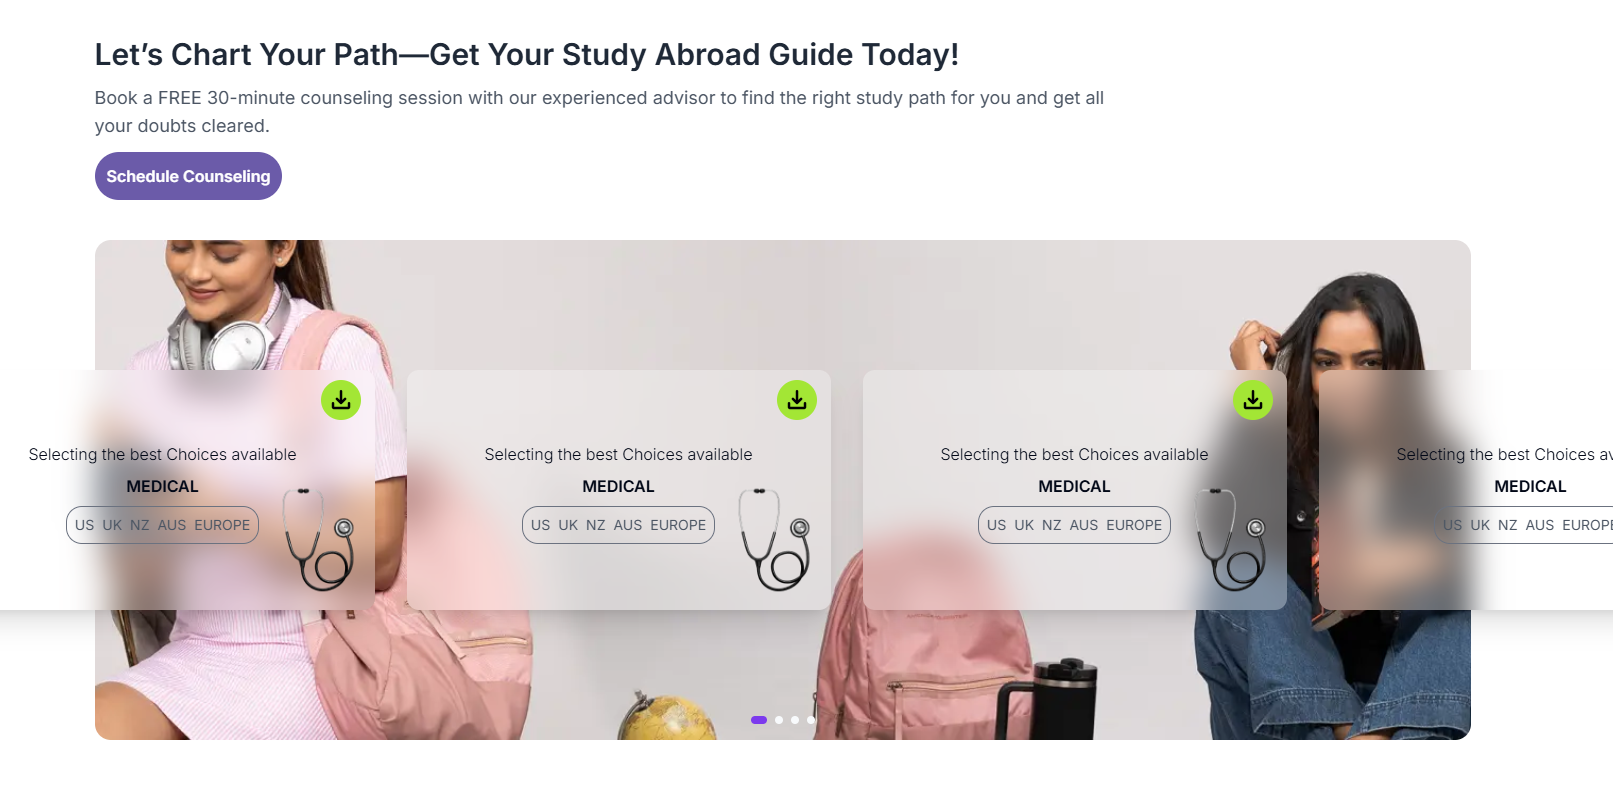 Let’s Chart Your Path—Get Your Study Abroad Guide Today!
Book a FREE 30-minute counseling session with our experienced advisor to find the right study path for you and get all
your doubts cleared.
Schedule Counseling
Selecting the best Choices available
MEDICAL
US UK NZ AUS EUROPE
Selecting the best Choices available
MEDICAL
US UK NZ AUS EUROPE
Selecting the best Choices available
MEDICAL
US UK NZ AUS EUROPE
Selecting the best Choices av
MEDICAL
US UK NZ AUS EUROPE